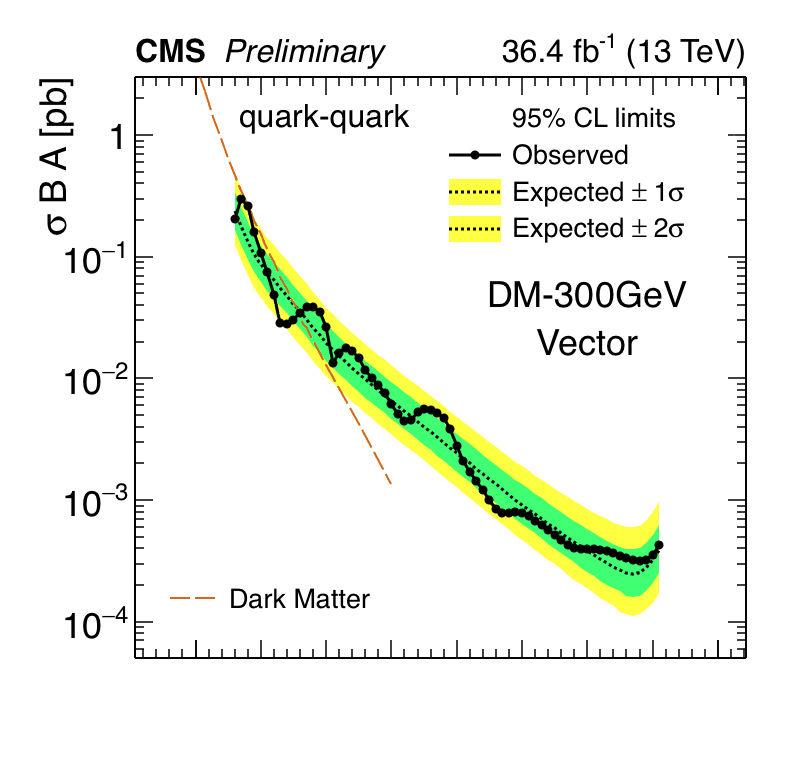 CMS Preliminary 36.4 fb⁻¹ (13 TeV)
σ B A [pb]
quark-quark
95% CL limits
Observed
Expected ± 1σ
Expected ± 2σ
DM-300GeV
Vector
1
10⁻¹
10⁻²
10⁻³
10⁻⁴
Dark Matter